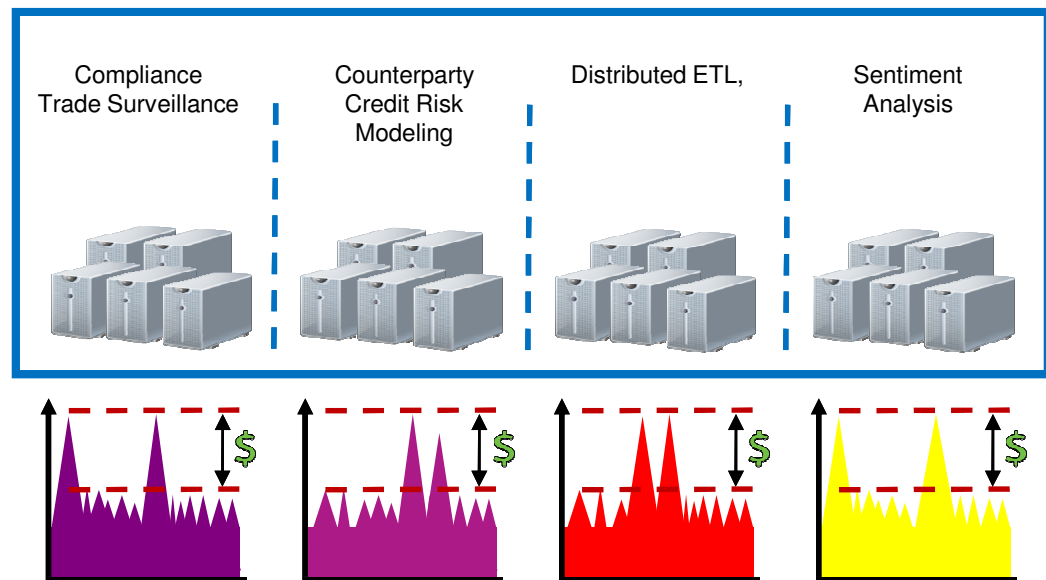 Compliance
Trade Surveillance
Counterparty
Credit Risk
Modeling
Distributed ETL,
Sentiment
Analysis
$
$
$
$